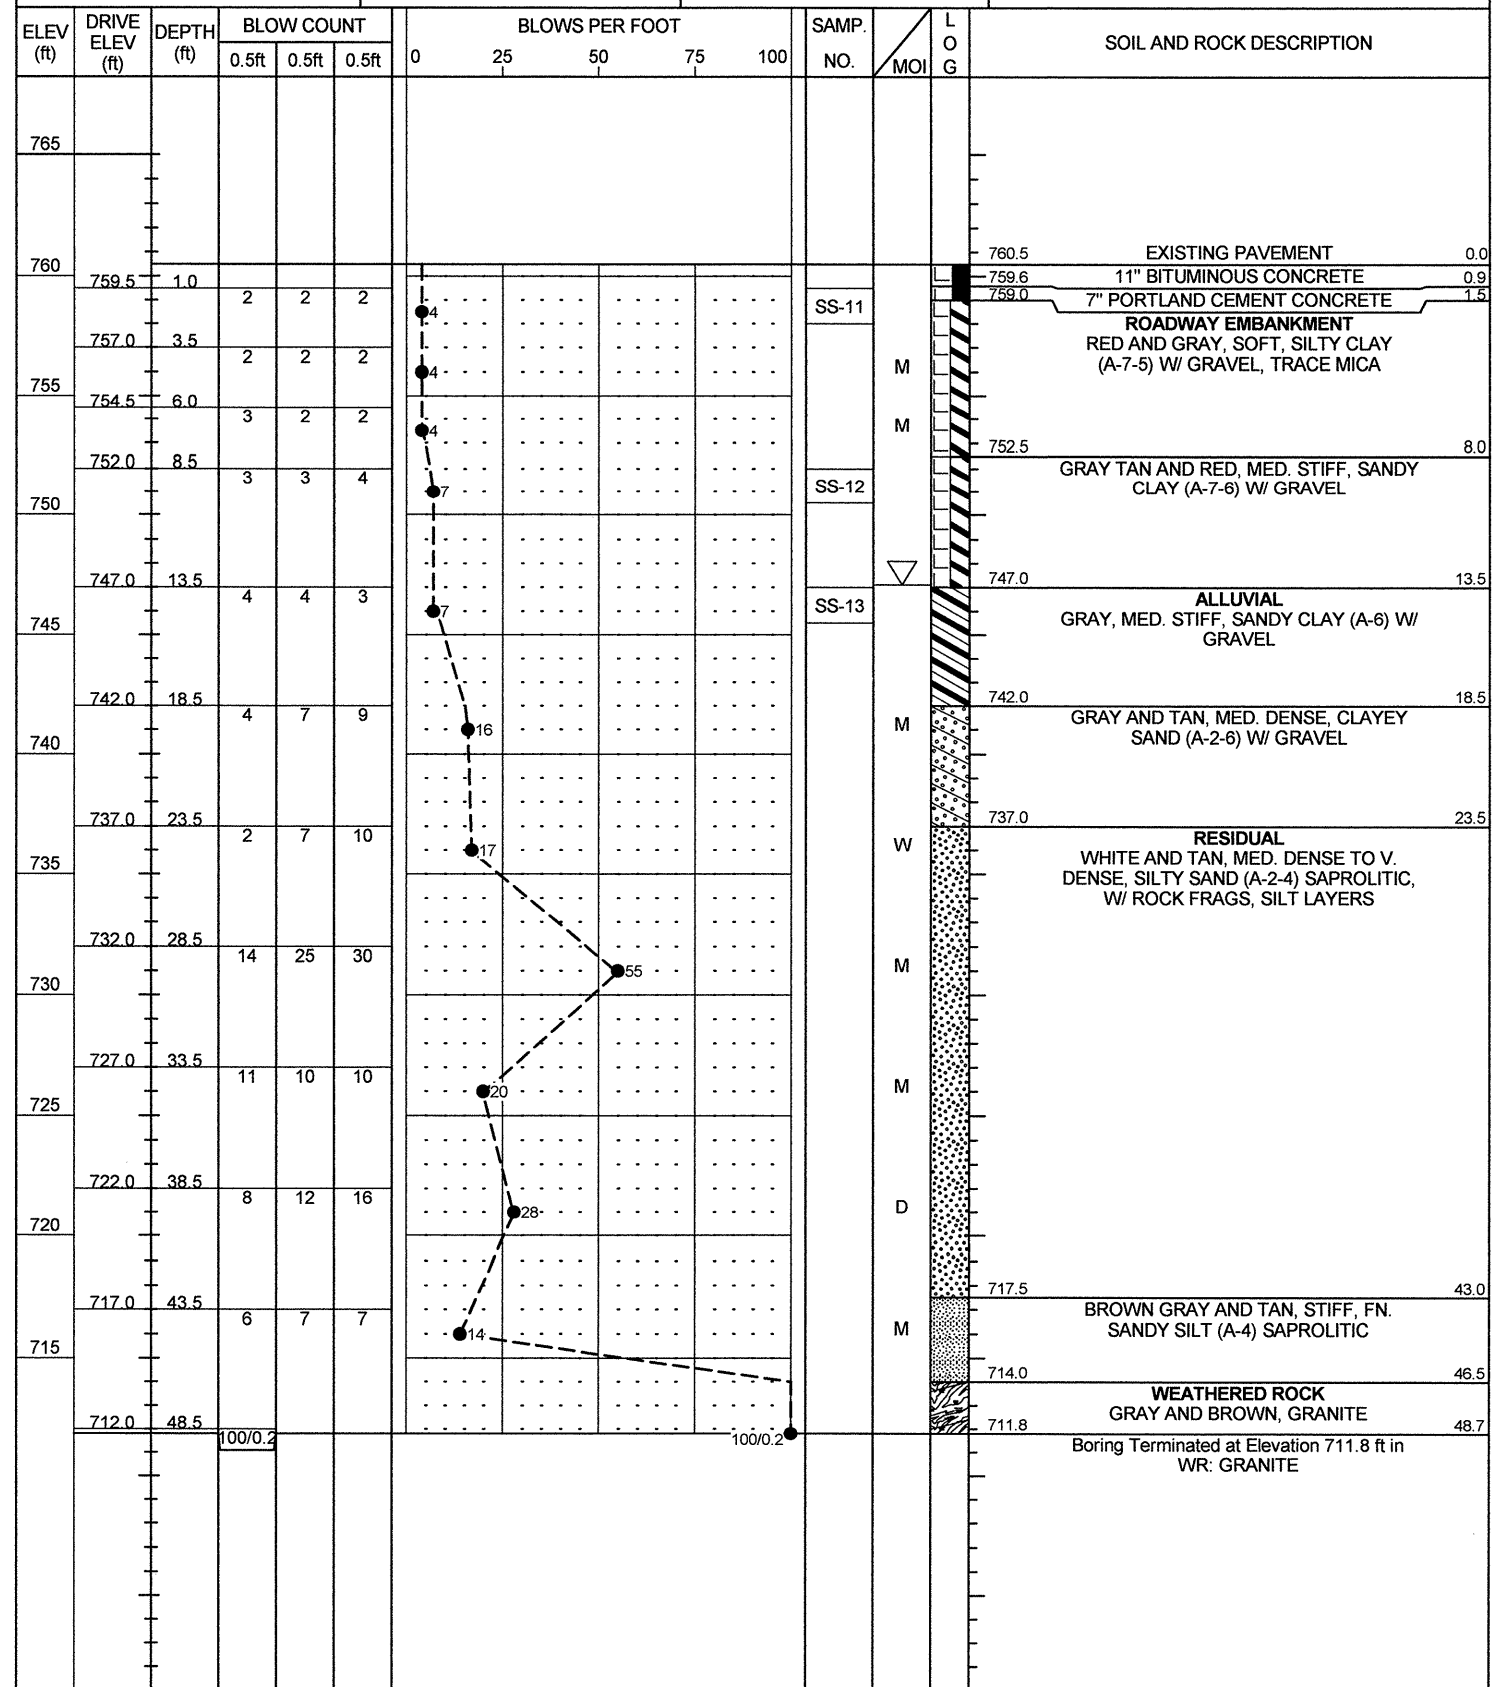 ELEV (ft)
DRIVE ELEV (ft)
DEPTH (ft)
BLOW COUNT
0.5ft 0.5ft 0.5ft
BLOWS PER FOOT
0 25 50 75 100
SAMP. NO.
MOI
L O G
SOIL AND ROCK DESCRIPTION
765
760.5 EXISTING PAVEMENT 0.0
760
759.6 11" BITUMINOUS CONCRETE 0.9
759.5 1.0
2 2 2
4
SS-11
759.0 7" PORTLAND CEMENT CONCRETE 1.5
ROADWAY EMBANKMENT
RED AND GRAY, SOFT, SILTY CLAY
(A-7-5) W/ GRAVEL, TRACE MICA
757.0 3.5
2 2 2
4
M
755
754.5 6.0
3 2 2
4
M
752.5 8.0
752.0 8.5
3 3 4
7
SS-12
GRAY TAN AND RED, MED. STIFF, SANDY
CLAY (A-7-6) W/ GRAVEL
750
747.0 13.5
747.0 13.5
4 4 3
7
SS-13
ALLUVIAL
GRAY, MED. STIFF, SANDY CLAY (A-6) W/
GRAVEL
745
742.0 18.5
742.0 18.5
4 7 9
16
M
GRAY AND TAN, MED. DENSE, CLAYEY
SAND (A-2-6) W/ GRAVEL
740
737.0 23.5
737.0 23.5
2 7 10
17
W
RESIDUAL
WHITE AND TAN, MED. DENSE TO V.
DENSE, SILTY SAND (A-2-4) SAPROLITIC,
W/ ROCK FRAGS, SILT LAYERS
735
732.0 28.5
14 25 30
55
M
730
727.0 33.5
11 10 10
20
M
725
722.0 38.5
8 12 16
28
D
720
717.5 43.0
717.0 43.5
6 7 7
14
M
BROWN GRAY AND TAN, STIFF, FN.
SANDY SILT (A-4) SAPROLITIC
715
714.0 46.5
WEATHERED ROCK
GRAY AND BROWN, GRANITE
712.0 48.5
711.8 48.7
100/0.2
100/0.2
Boring Terminated at Elevation 711.8 ft in
WR: GRANITE